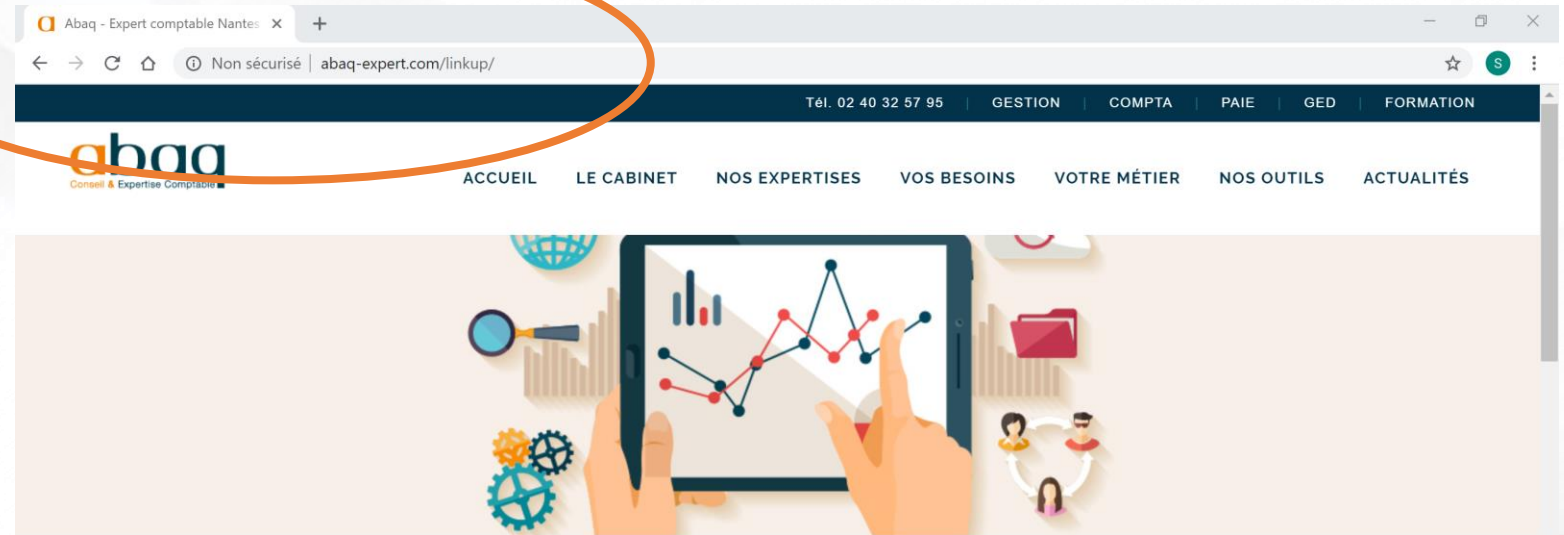 Abaq - Expert comptable Nantes
Non sécurisé | abaq-expert.com/linkup/
S
Tél. 02 40 32 57 95 | GESTION | COMPTA | PAIE | GED | FORMATION
abaq
Conseil & Expertise Comptable
ACCUEIL LE CABINET NOS EXPERTISES VOS BESOINS VOTRE MÉTIER NOS OUTILS ACTUALITÉS